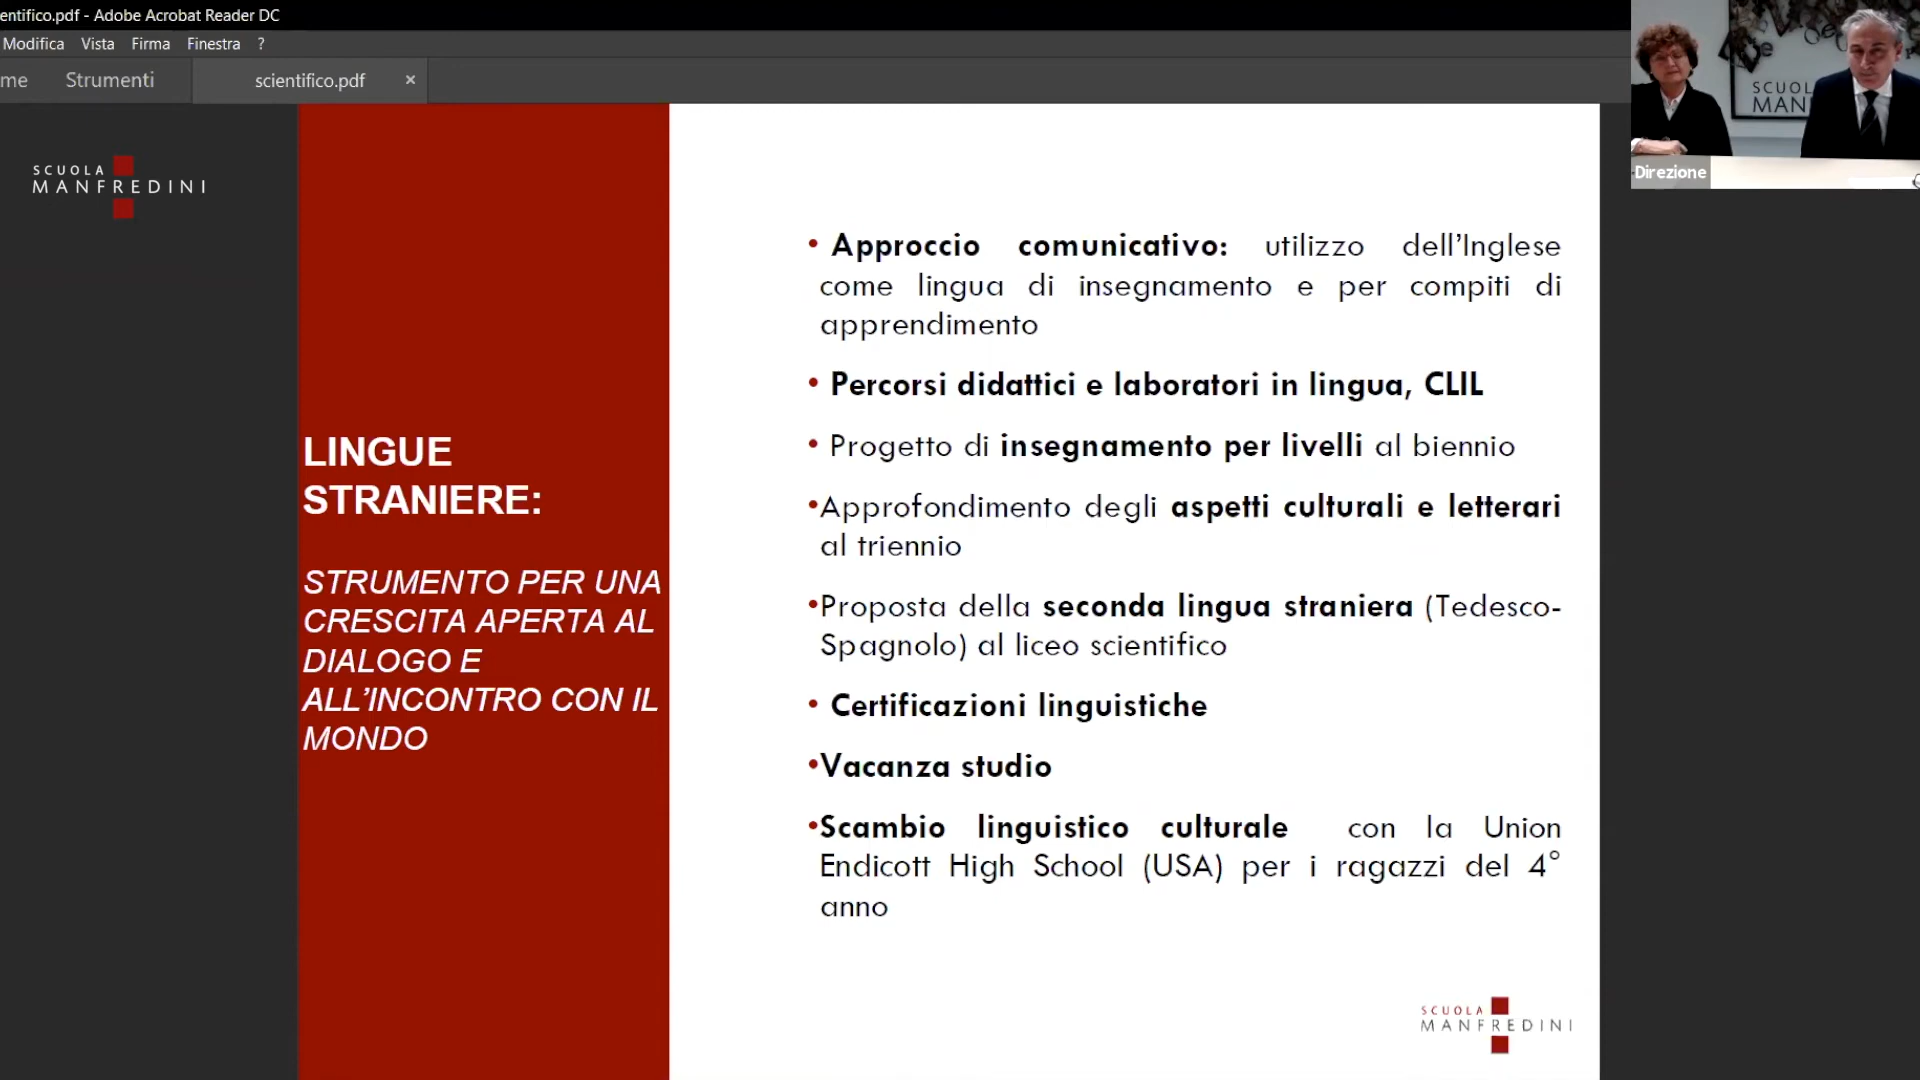 entifico.pdf - Adobe Acrobat Reader DC
Modifica Vista Firma Finestra ?
me Strumenti scientifico.pdf ×
SCUOLA
MANFREDINI
LINGUE
STRANIERE:
STRUMENTO PER UNA
CRESCITA APERTA AL
DIALOGO E
ALL’INCONTRO CON IL
MONDO
• Approccio comunicativo: utilizzo dell’Inglese
come lingua di insegnamento e per compiti di
apprendimento
• Percorsi didattici e laboratori in lingua, CLIL
• Progetto di insegnamento per livelli al biennio
•Approfondimento degli aspetti culturali e letterari
al triennio
•Proposta della seconda lingua straniera (Tedesco-
Spagnolo) al liceo scientifico
• Certificazioni linguistiche
•Vacanza studio
•Scambio linguistico culturale con la Union
Endicott High School (USA) per i ragazzi del 4°
anno
SCUOLA
MANFREDINI
SCUOL
MANF
Direzione